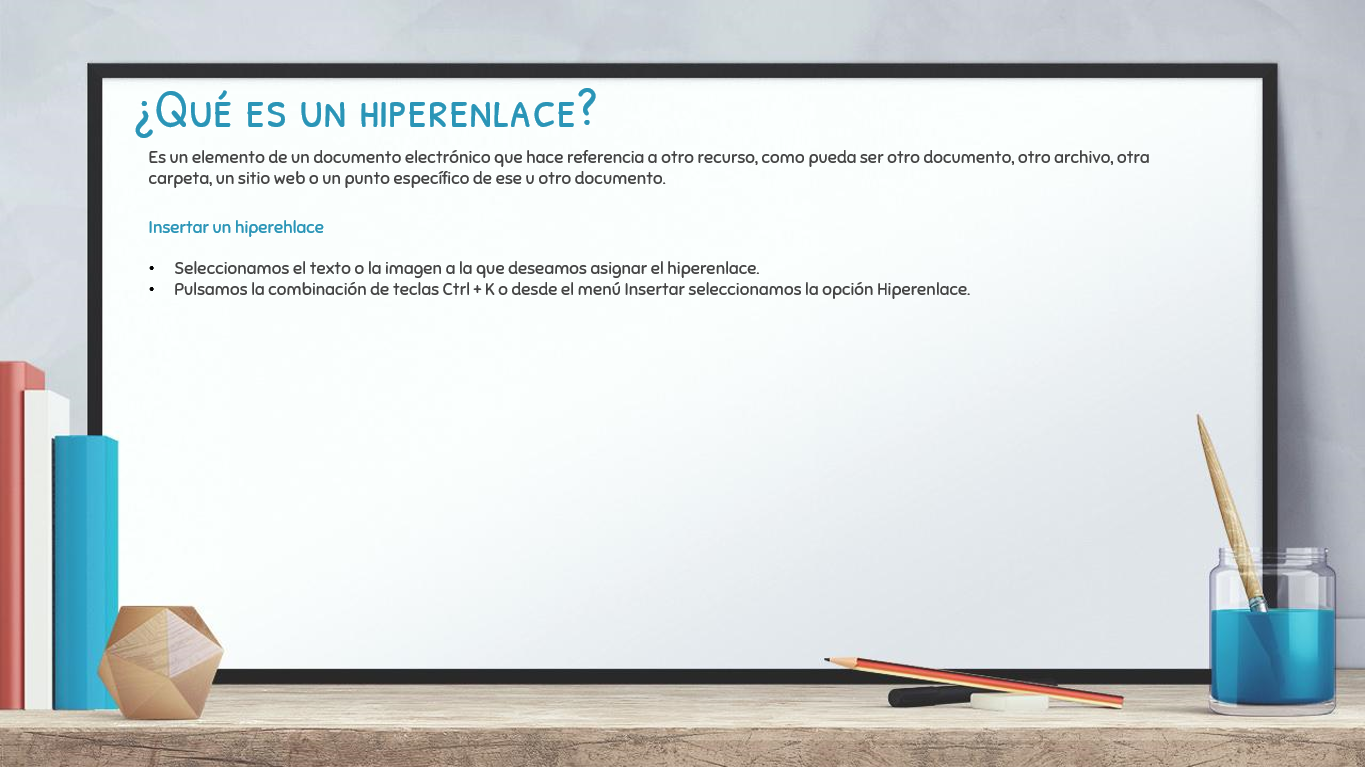 ¿Qué es un hiperenlace?
Es un elemento de un documento electrónico que hace referencia a otro recurso, como pueda ser otro documento, otro archivo, otra
carpeta, un sitio web o un punto específico de ese u otro documento.
Insertar un hiperehlace
• Seleccionamos el texto o la imagen a la que deseamos asignar el hiperenlace.
• Pulsamos la combinación de teclas Ctrl + K o desde el menú Insertar seleccionamos la opción Hiperenlace.